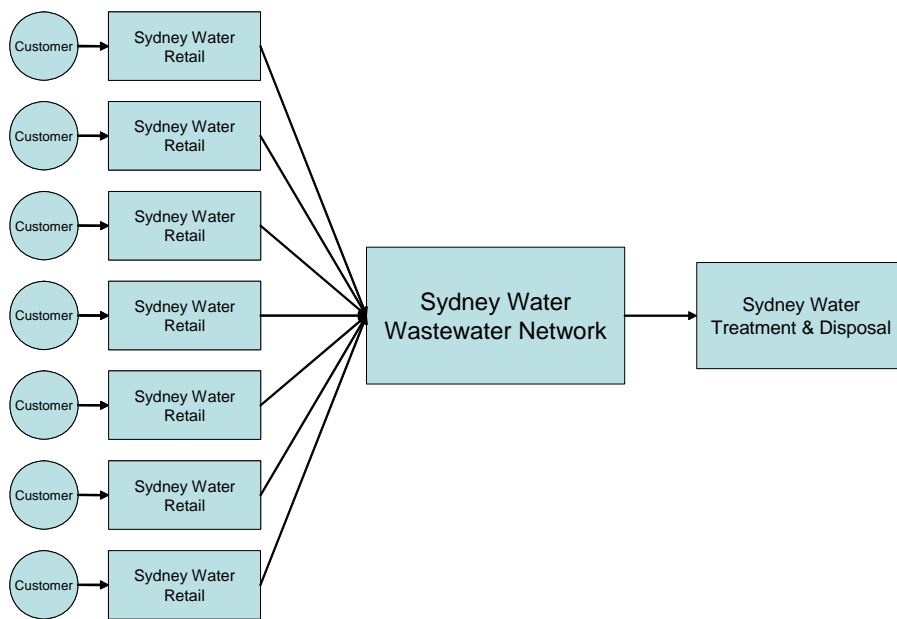 Customer
Sydney Water
Retail
Customer
Sydney Water
Retail
Customer
Sydney Water
Retail
Customer
Sydney Water
Retail
Customer
Sydney Water
Retail
Customer
Sydney Water
Retail
Customer
Sydney Water
Retail
Sydney Water
Wastewater Network
Sydney Water
Treatment & Disposal